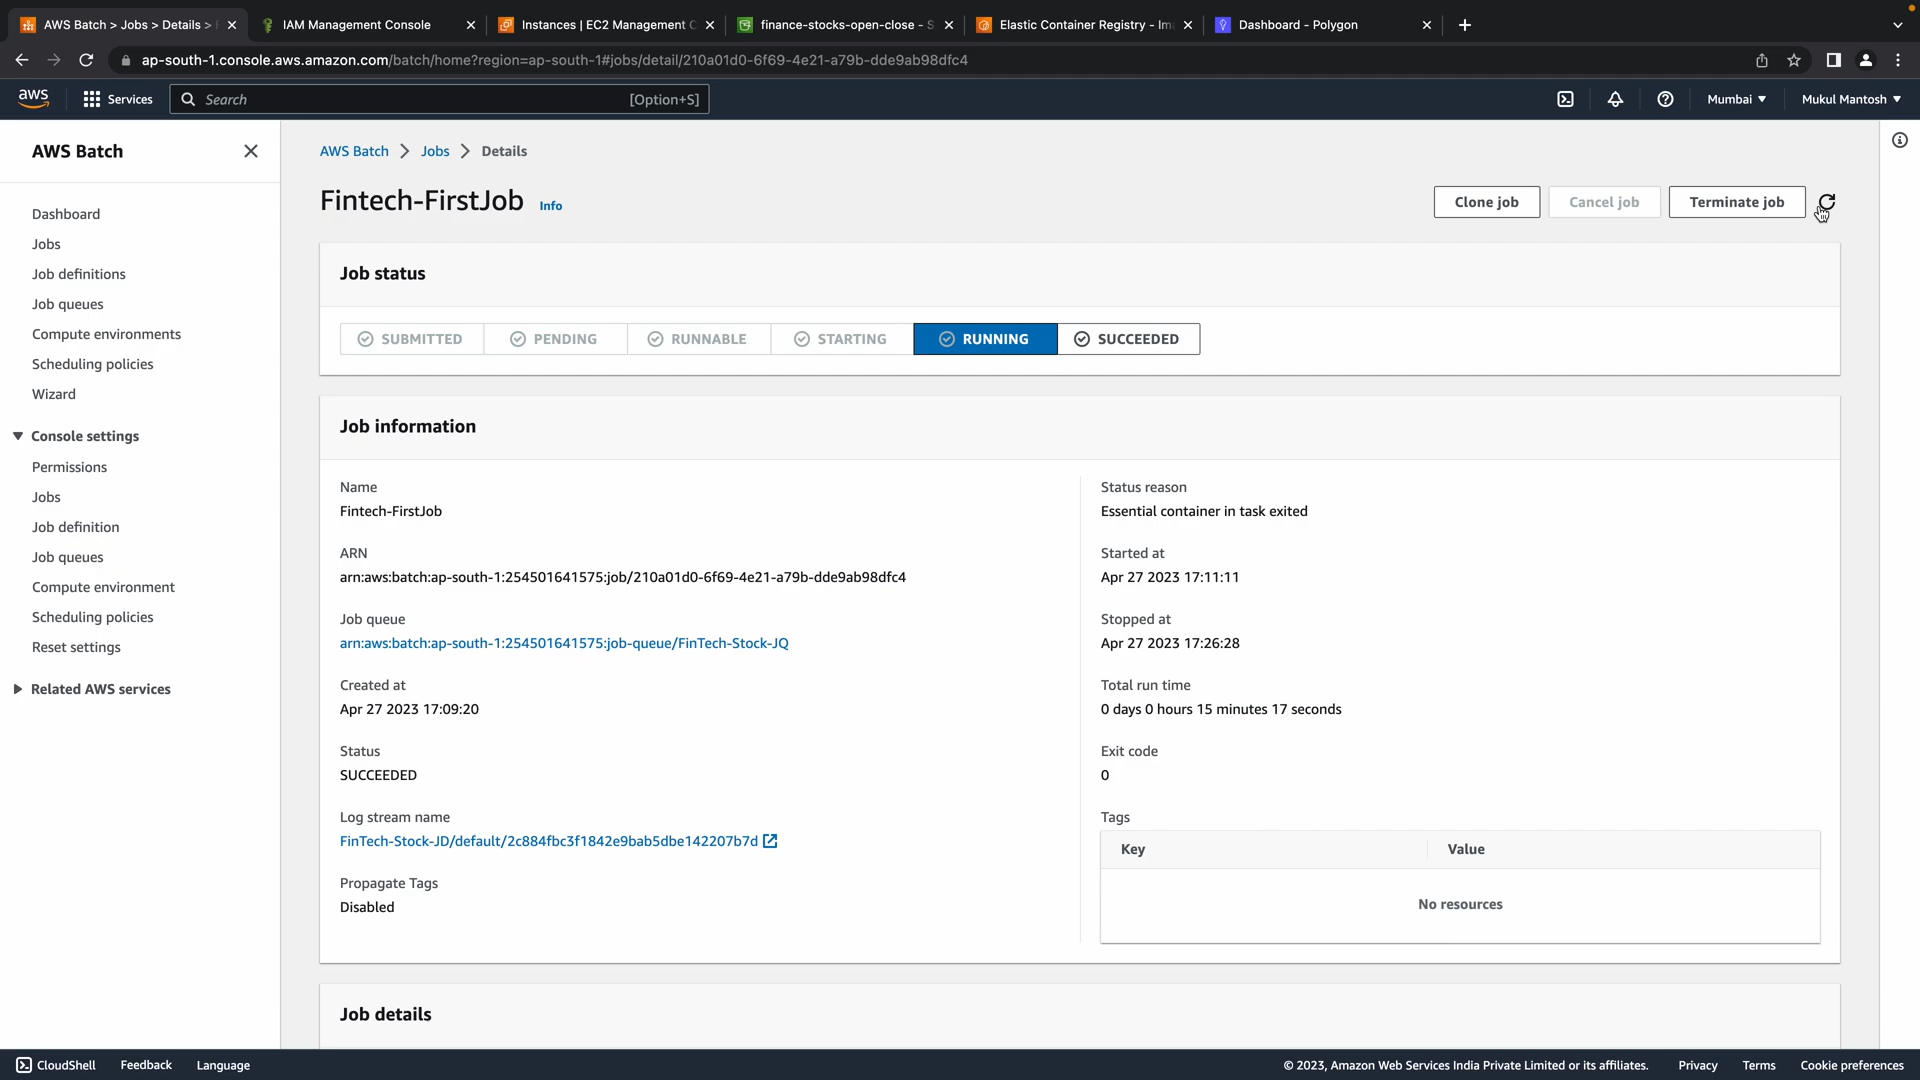 AWS Batch > Jobs > Details >
IAM Management Console
Instances | EC2 Management C
finance-stocks-open-close - S
Elastic Container Registry - Im
Dashboard - Polygon
ap-south-1.console.aws.amazon.com/batch/home?region=ap-south-1#jobs/detail/210a01d0-6f69-4e21-a79b-dde9ab98dfc4
aws
Services
Search
[Option+S]
Mumbai
Mukul Mantosh
AWS Batch
Dashboard
Jobs
Job definitions
Job queues
Compute environments
Scheduling policies
Wizard
Console settings
Permissions
Jobs
Job definition
Job queues
Compute environment
Scheduling policies
Reset settings
Related AWS services
AWS Batch > Jobs > Details
Fintech-FirstJob Info
Clone job
Cancel job
Terminate job
Job status
SUBMITTED
PENDING
RUNNABLE
STARTING
RUNNING
SUCCEEDED
Job information
Name
Fintech-FirstJob
ARN
arn:aws:batch:ap-south-1:254501641575:job/210a01d0-6f69-4e21-a79b-dde9ab98dfc4
Job queue
arn:aws:batch:ap-south-1:254501641575:job-queue/FinTech-Stock-JQ
Created at
Apr 27 2023 17:09:20
Status
SUCCEEDED
Log stream name
FinTech-Stock-JD/default/2c884fbc3f1842e9bab5dbe142207b7d
Propagate Tags
Disabled
Status reason
Essential container in task exited
Started at
Apr 27 2023 17:11:11
Stopped at
Apr 27 2023 17:26:28
Total run time
0 days 0 hours 15 minutes 17 seconds
Exit code
0
Tags
Key
Value
No resources
Job details
CloudShell
Feedback
Language
© 2023, Amazon Web Services India Private Limited or its affiliates.
Privacy
Terms
Cookie preferences